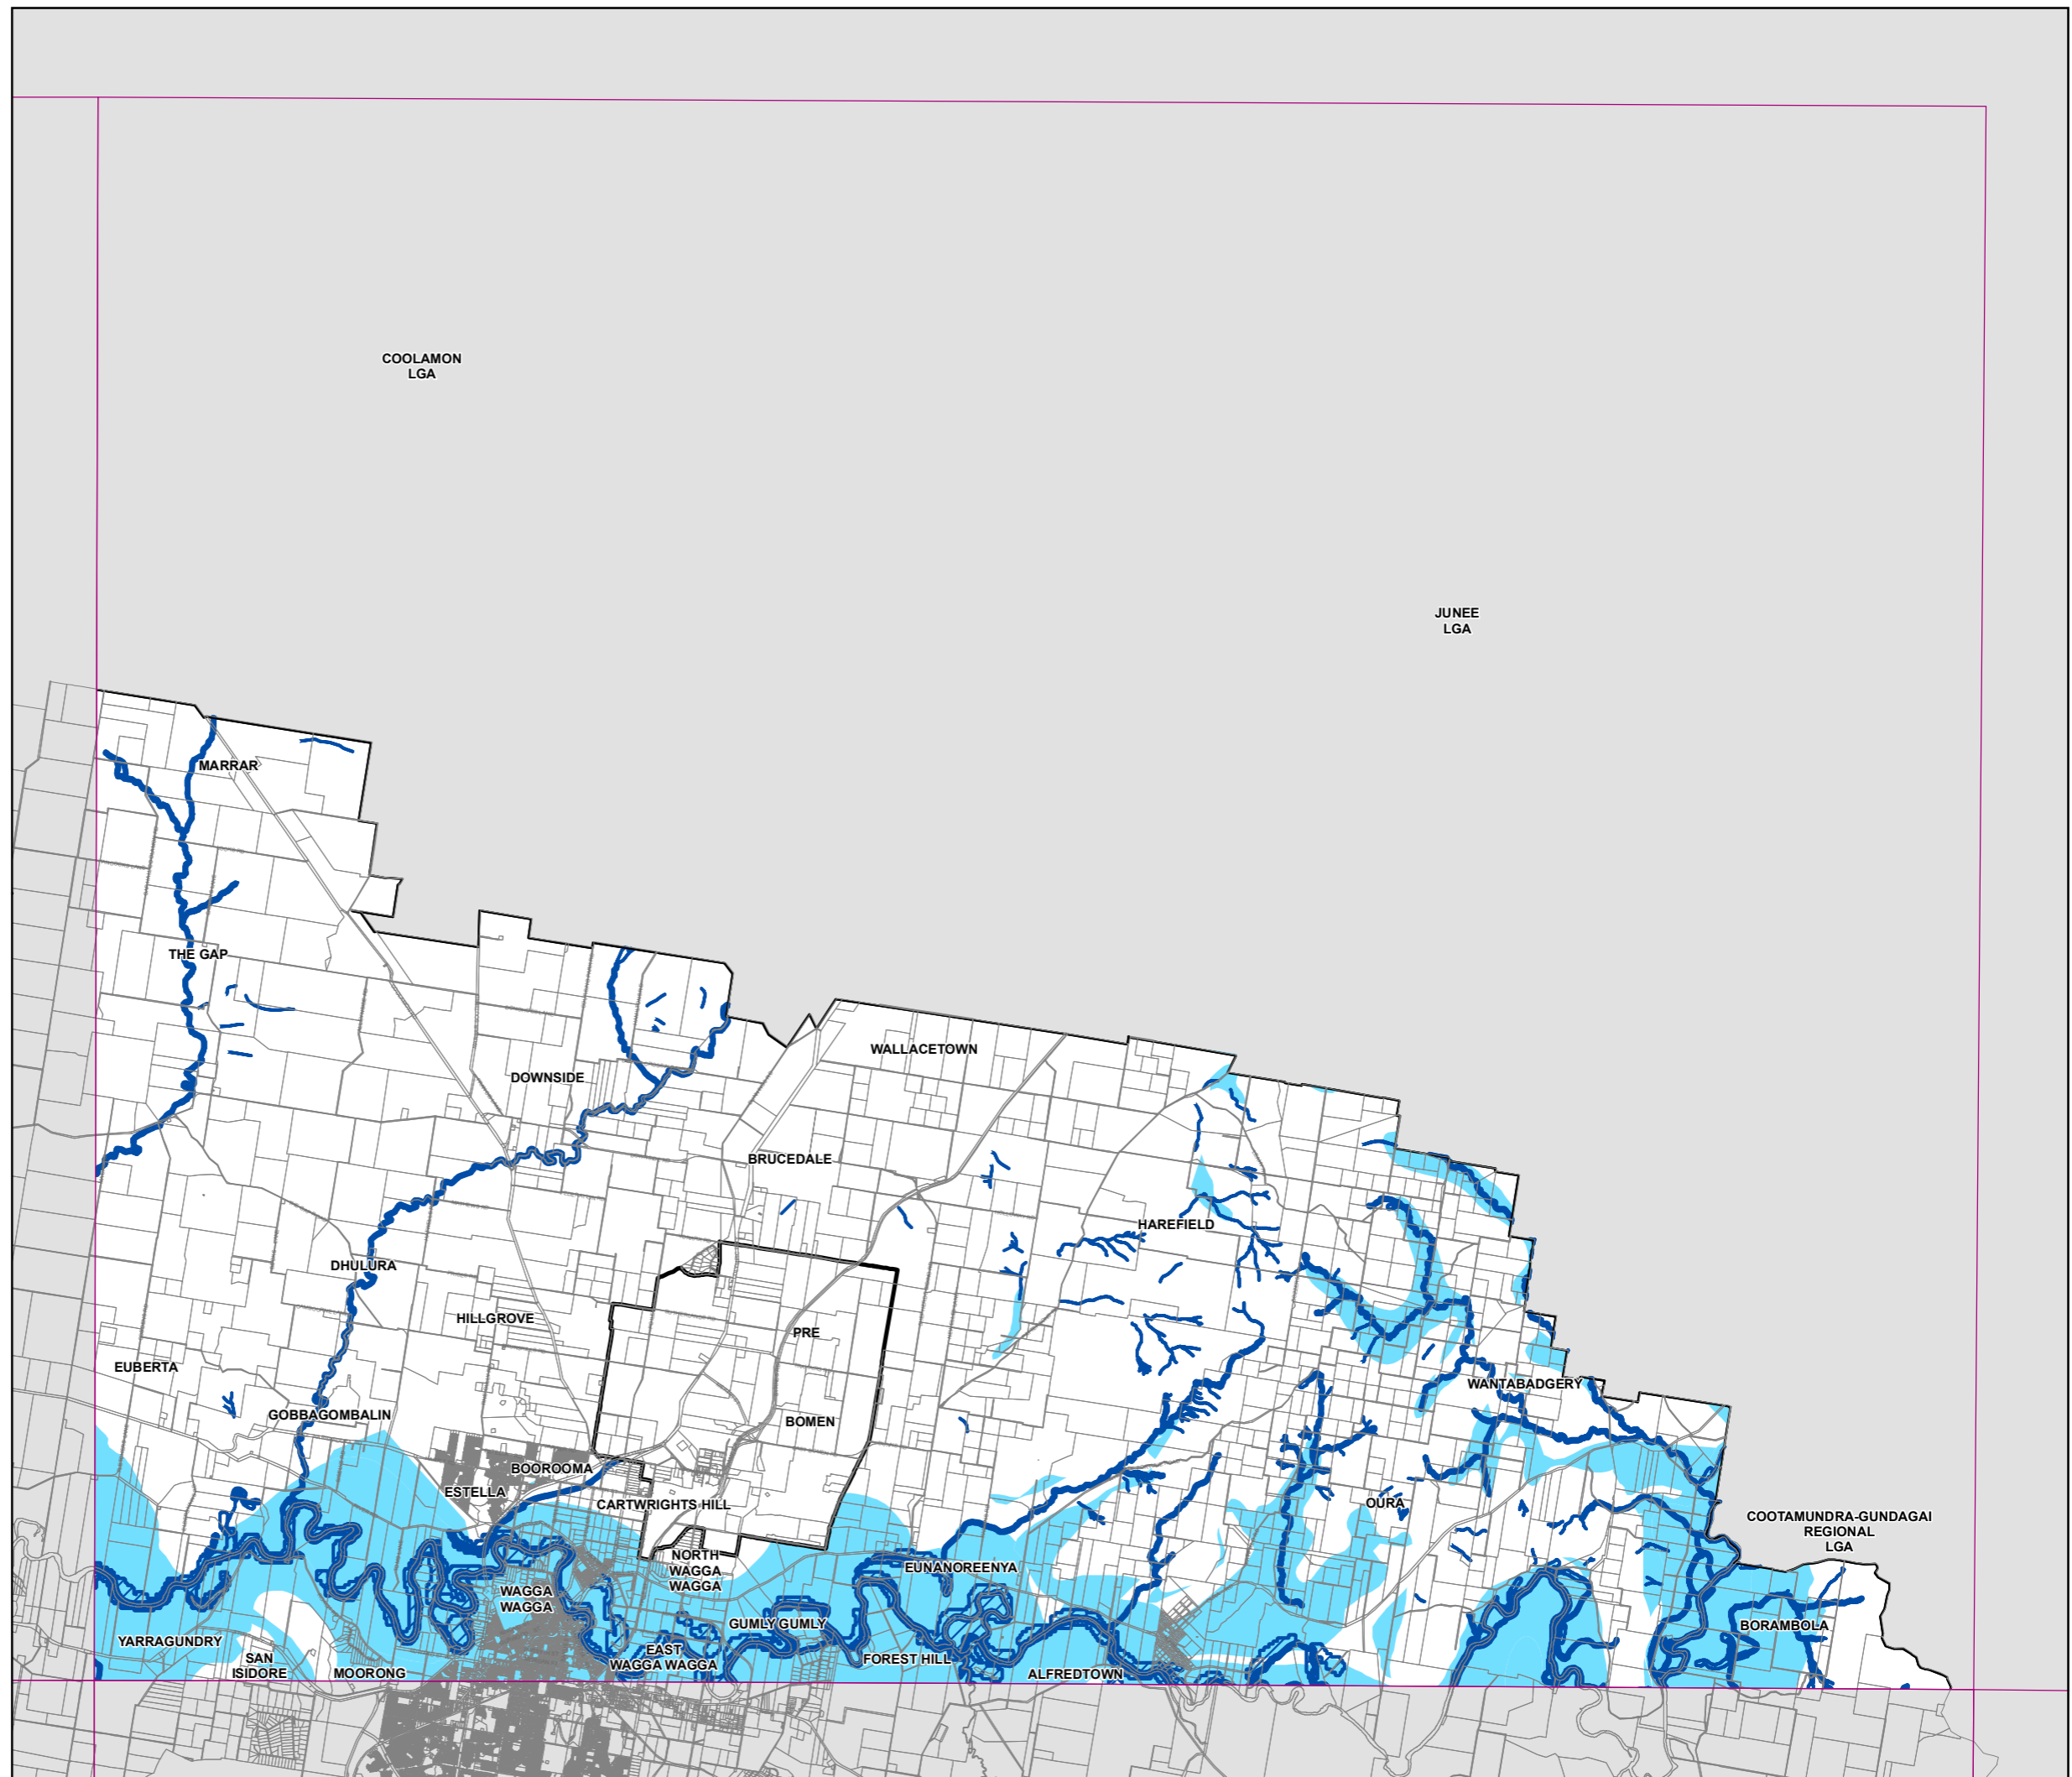 COOLAMON
LGA
JUNEE
LGA
MARRAR
THE GAP
WALLACETOWN
DOWNSIDE
BRUCEDALE
HAREFIELD
DHULURA
HILLGROVE
PRE
EUBERTA
WANTABADGERY
GOBBAGOMBALIN
BOMEN
BOOROOMA
ESTELLA
CARTWRIGHTS HILL
OURA
COOTAMUNDRA-GUNDAGAI
REGIONAL
LGA
NORTH
WAGGA
WAGGA
EUNANOREENYA
WAGGA
WAGGA
GUMLY GUMLY
BORAMBOLA
YARRAGUNDRY
EAST
WAGGA WAGGA
FOREST HILL
SAN
ISIDORE
MOORONG
ALFREDTOWN